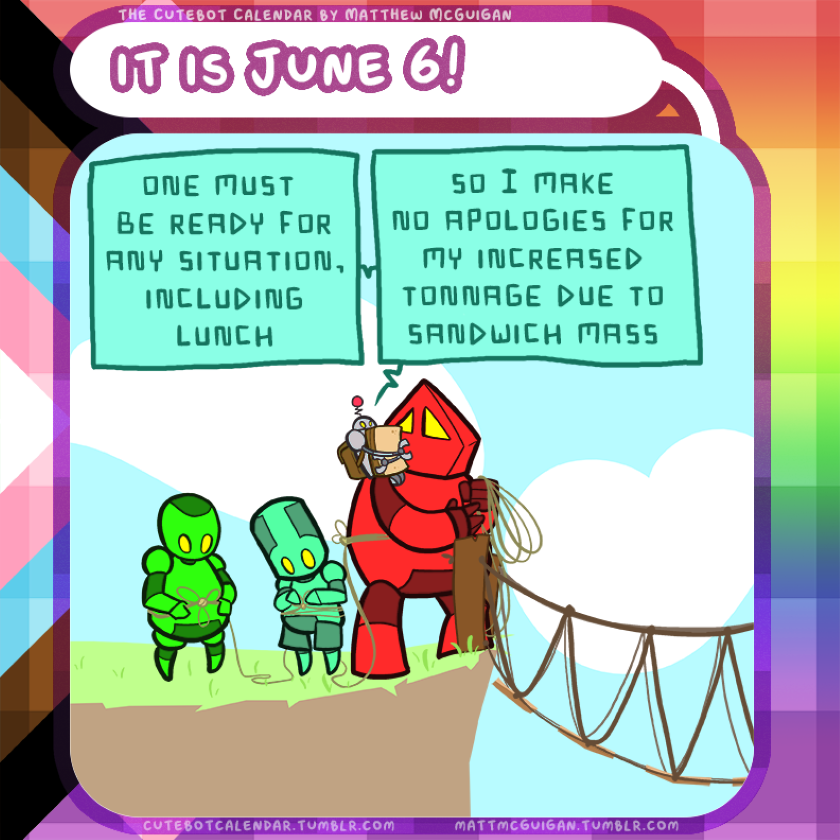 THE CUTEBOT CALENDAR BY MATTHEW MCGUIGAN
IT IS JUNE 6!
ONE MUST
BE READY FOR
ANY SITUATION,
INCLUDING
LUNCH
SO I MAKE
NO APOLOGIES FOR
MY INCREASED
TONNAGE DUE TO
SANDWICH MASS
CUTEBOTCALENDAR.TUMBLR.COM
MATTMCGUIGAN.TUMBLR.COM